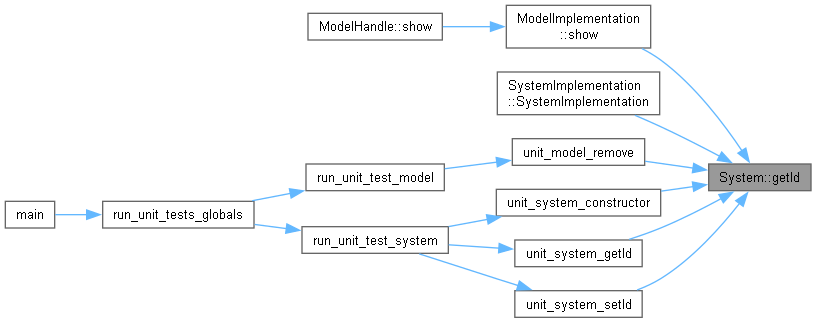 ModelHandle::show
ModelImplementation
::show
SystemImplementation
::SystemImplementation
unit_model_remove
run_unit_test_model
System::getId
unit_system_constructor
main
run_unit_tests_globals
run_unit_test_system
unit_system_getId
unit_system_setId